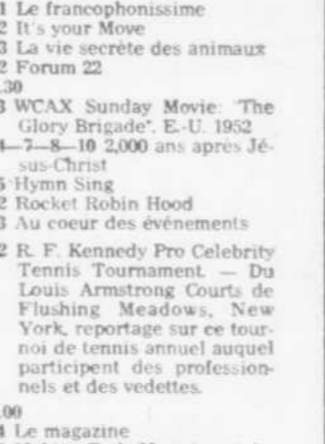 1 Le francophonissime
2 It's your Move
3 La vie secrète des animaux
2 Forum 22
.30
3 WCAX Sunday Movie: "The
Glory Brigade". E.-U. 1952
4—7—8—10 2,000 ans après Jé-
sus-Christ
6 Hymn Sing
2 Rocket Robin Hood
3 Au coeur des événements
2 R. F. Kennedy Pro Celebrity
Tennis Tournament. — Du
Louis Armstrong Courts de
Flushing Meadows, New
York, reportage sur ce tour-
noi de tennis annuel auquel
participent des profession-
nels et des vedettes.
.00
4 Le magazine